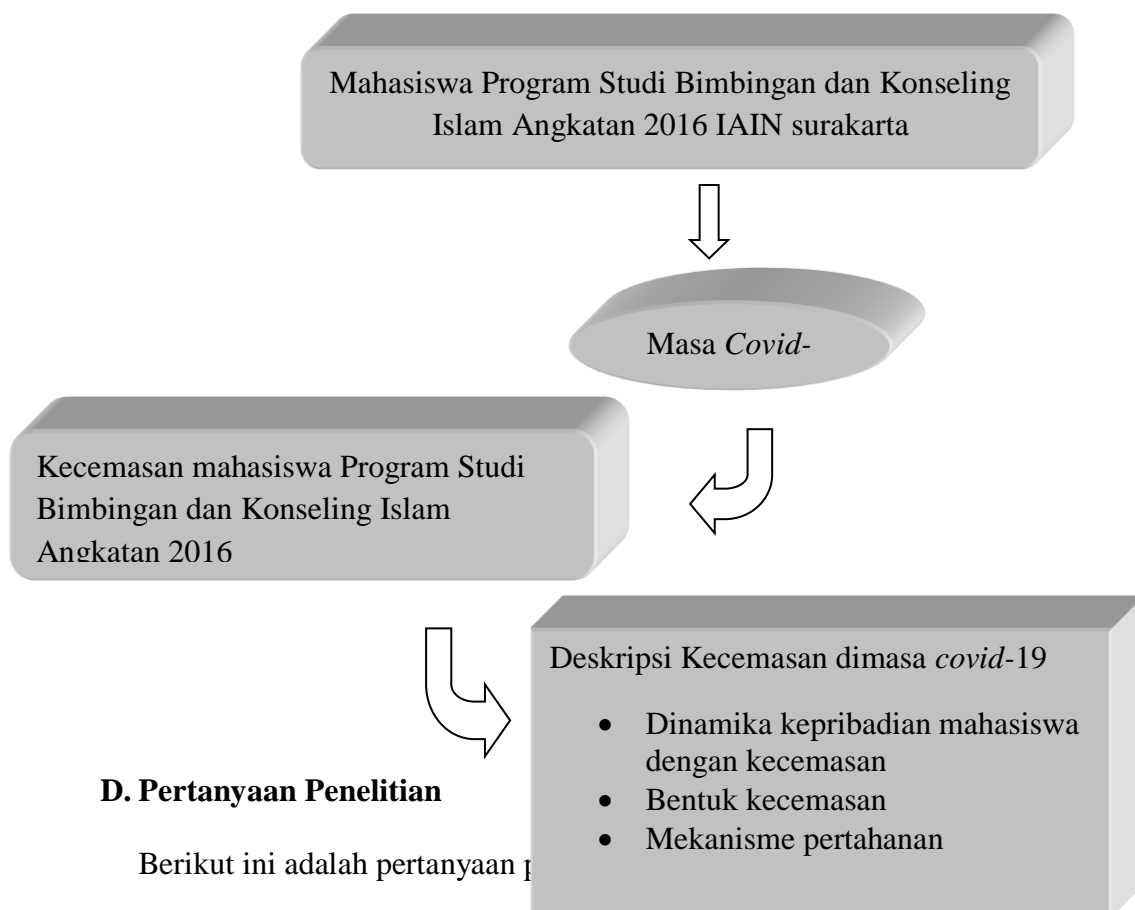 Mahasiswa Program Studi Bimbingan dan Konseling
Islam Angkatan 2016 IAIN surakarta
Masa Covid-
Kecemasan mahasiswa Program Studi
Bimbingan dan Konseling Islam
Angkatan 2016
Deskripsi Kecemasan dimasa covid-19
• Dinamika kepribadian mahasiswa
dengan kecemasan
• Bentuk kecemasan
• Mekanisme pertahanan
D. Pertanyaan Penelitian
Berikut ini adalah pertanyaan